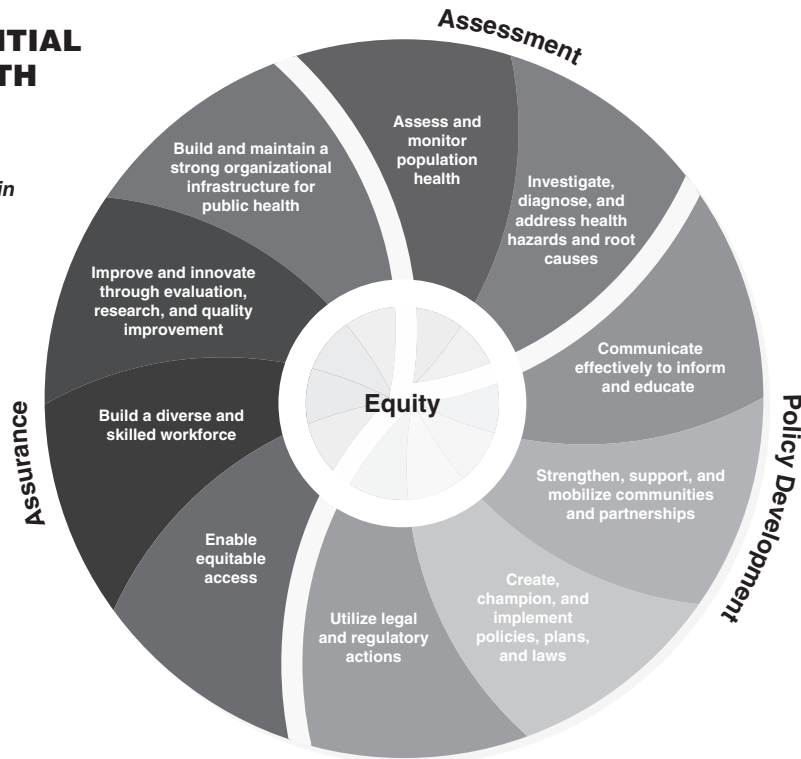 NTIAL
TH
in
Assessment
Assess and
monitor
population
health
Investigate,
diagnose, and
address health
hazards and root
causes
Policy Development
Communicate
effectively to inform
and educate
Strengthen, support, and
mobilize communities
and partnerships
Create,
champion, and
implement
policies, plans,
and laws
Utilize legal
and regulatory
actions
Assurance
Enable
equitable
access
Build a diverse and
skilled workforce
Improve and innovate
through evaluation,
research, and quality
improvement
Build and maintain a
strong organizational
infrastructure for
public health
Equity